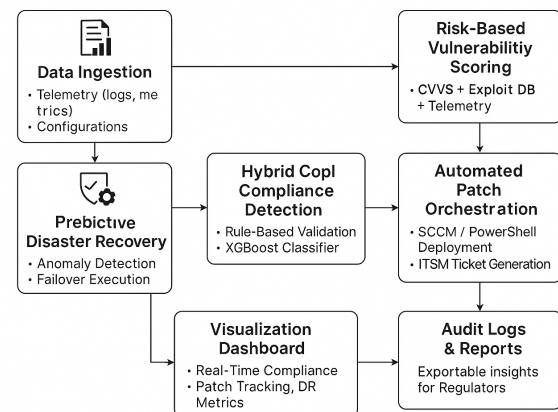 Data Ingestion
• Telemetry (logs, me
trics)
• Configurations
Risk-Based
Vulnerabilitiy
Scoring
• CVVS + Exploit DB
+ Telemetry
Prebictive
Disaster Recovery
• Anomaly Detection
• Failover Execution
Hybrid Copl
Compliance
Detection
• Rule-Based Validation
• XGBoost Classifier
Automated
Patch
Orchestration
• SCCM / PowerShell
Deployment
• ITSM Ticket Generation
Visualization
Dashboard
• Real-Time Compliance
• Patch Tracking, DR
Metrics
Audit Logs
& Reports
Exportable insights
for Regulators